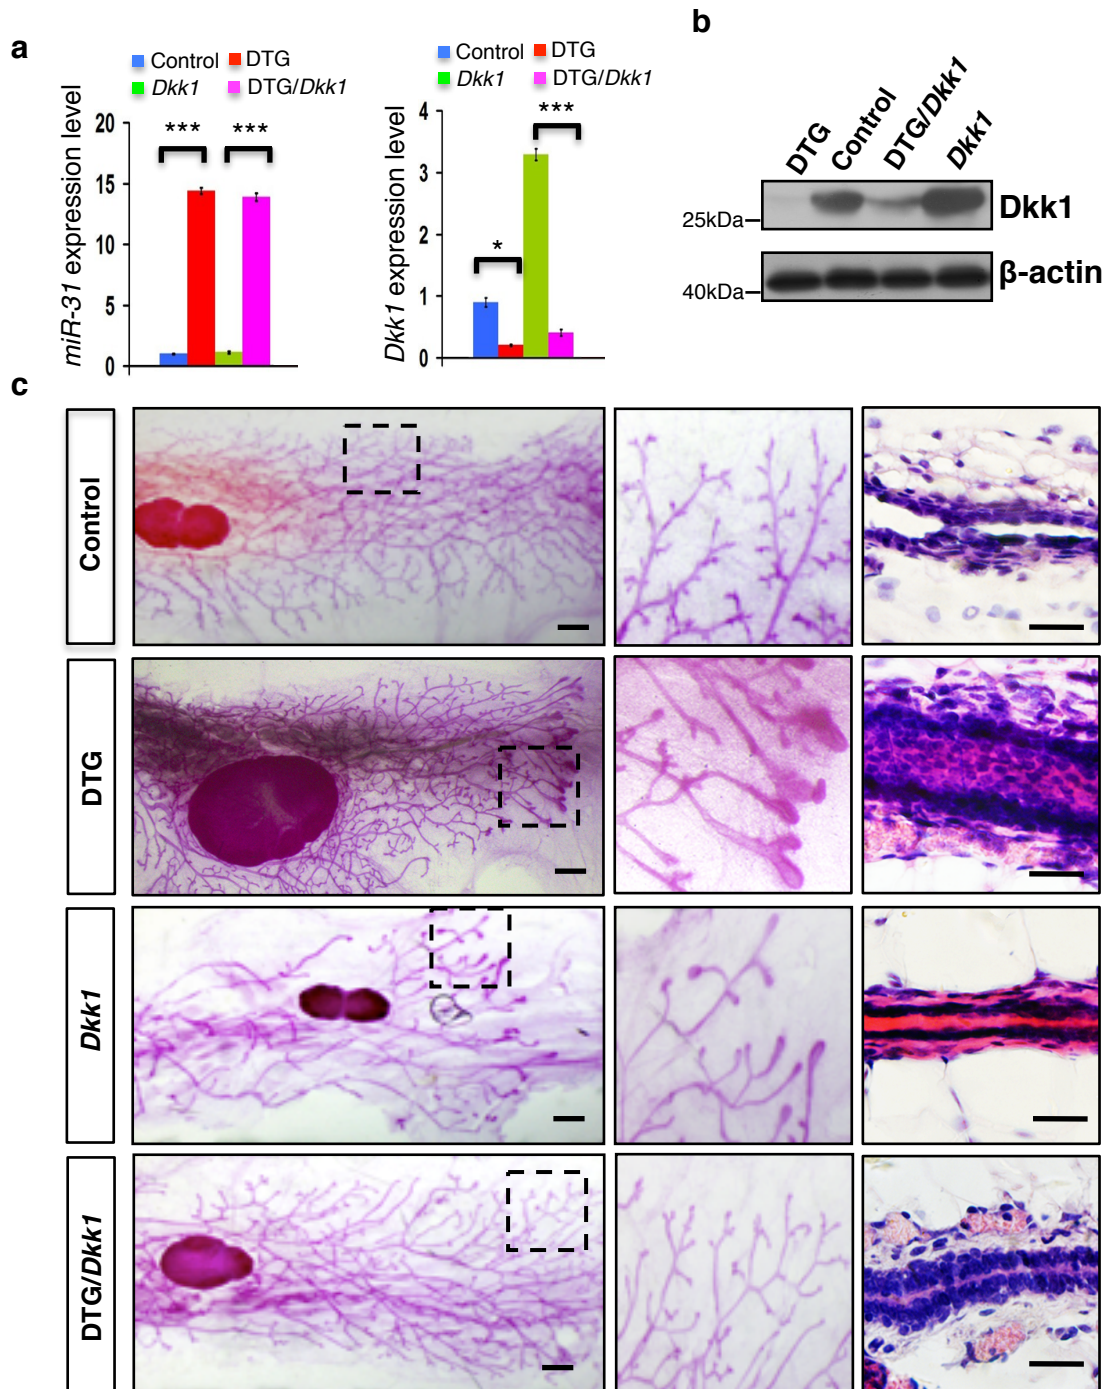 a
Control DTG
Dkk1 DTG/Dkk1
miR-31 expression level
20
15
10
5
0
*** ***
Control DTG
Dkk1 DTG/Dkk1
Dkk1 expression level
4
3
2
1
0
*
***
b
DTG Control DTG/Dkk1 Dkk1
25kDa Dkk1
40kDa β-actin
c
Control
DTG
Dkk1
DTG/Dkk1